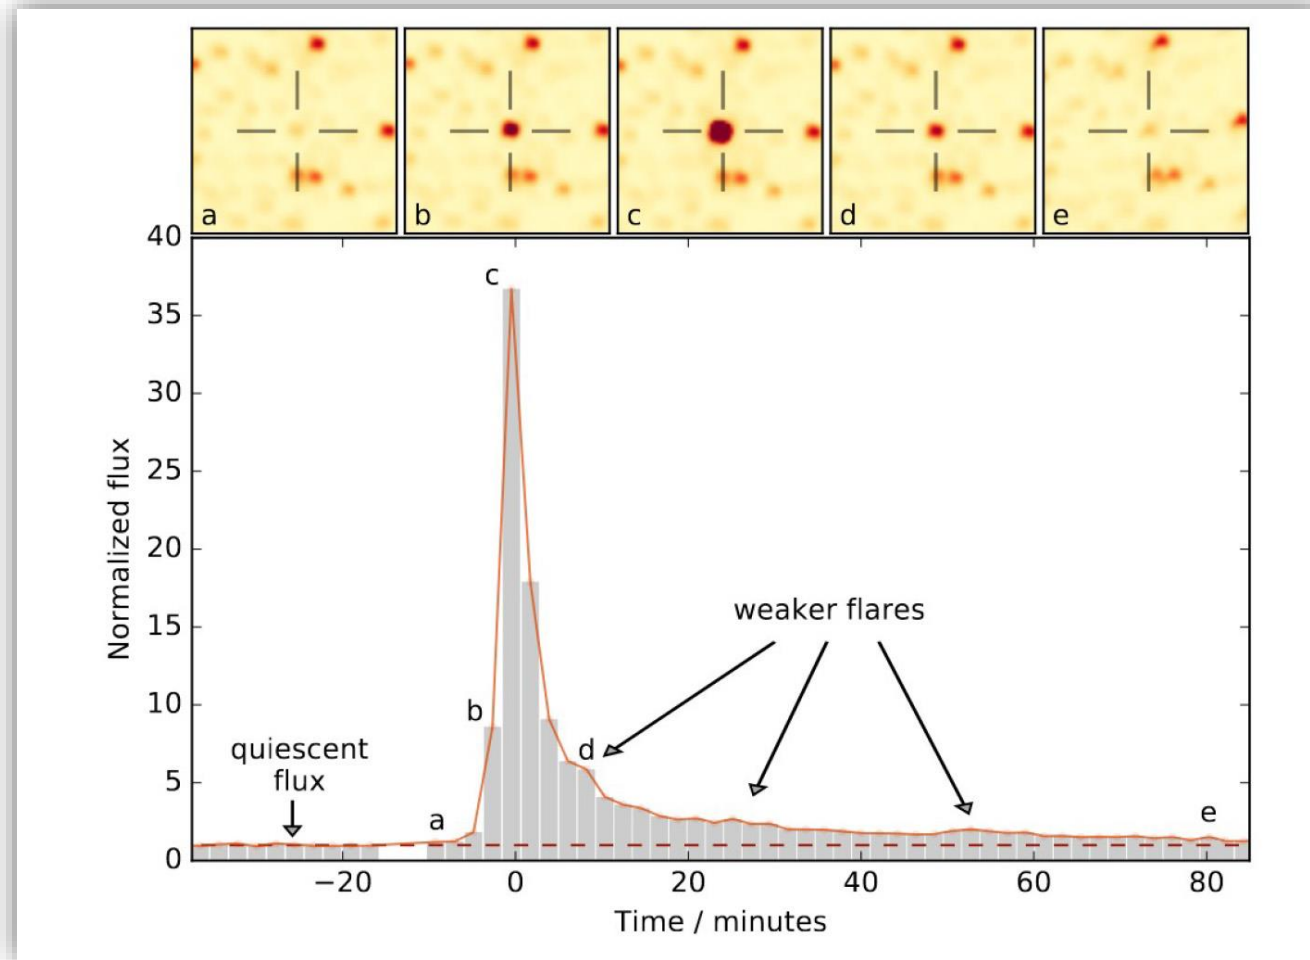 a
b
c
d
e
40
35
30
25
20
15
10
5
0
Normalized flux
c
b
a
d
e
quiescent
flux
weaker flares
−20
0
20
40
60
80
Time / minutes